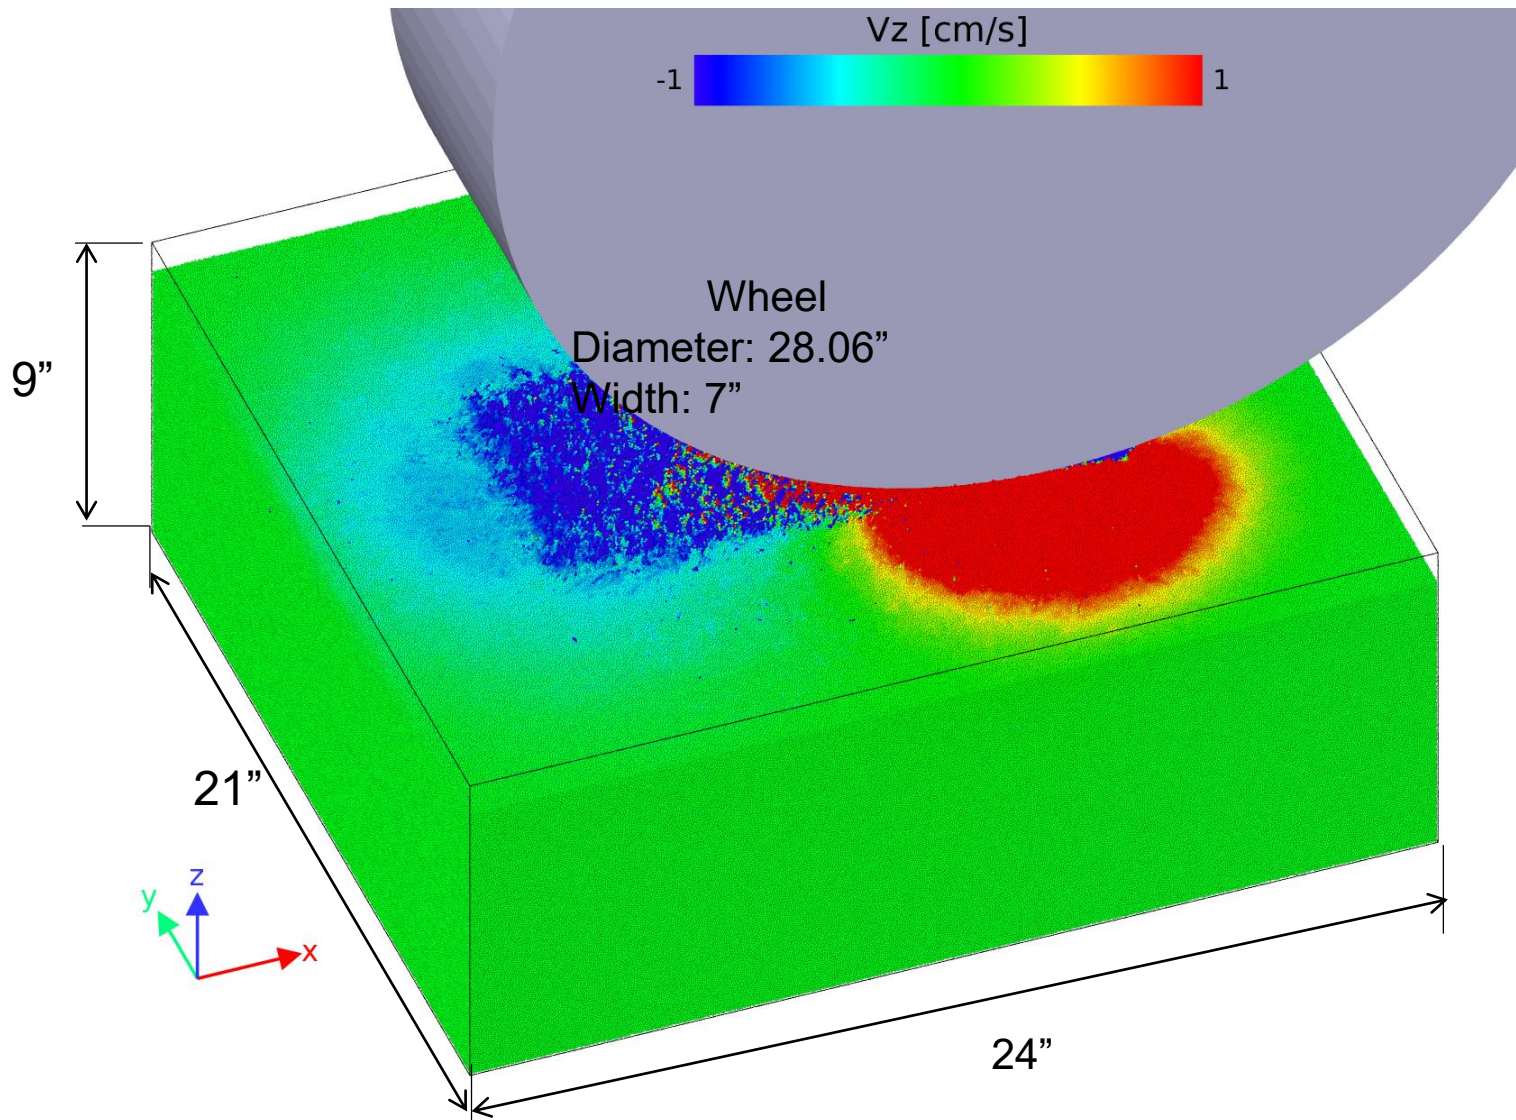 Vz [cm/s]
-1
1
Wheel
Diameter: 28.06”
Width: 7”
9”
21”
24”
z
y
x